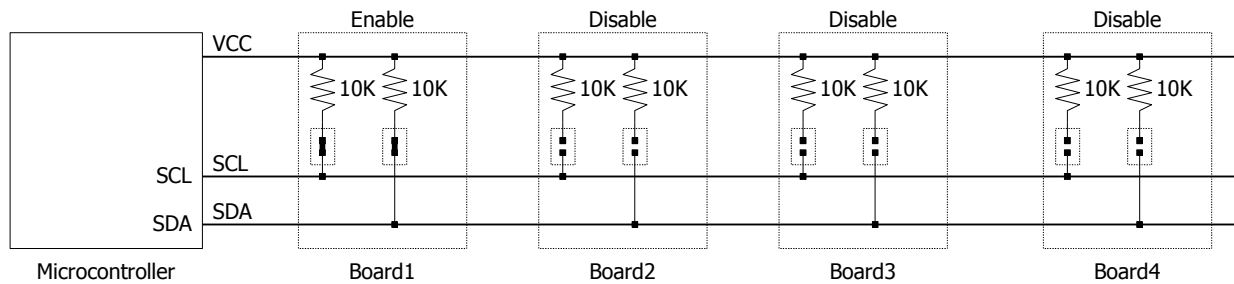 Enable Disable Disable Disable
VCC
10K 10K 10K 10K 10K 10K 10K 10K
SCL SCL
SDA SDA
Microcontroller Board1 Board2 Board3 Board4